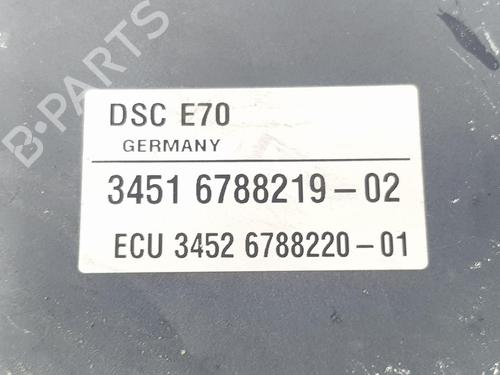 B-PARTS
DSC E70
GERMANY
3451 6788219-02
ECU 3452 6788220-01